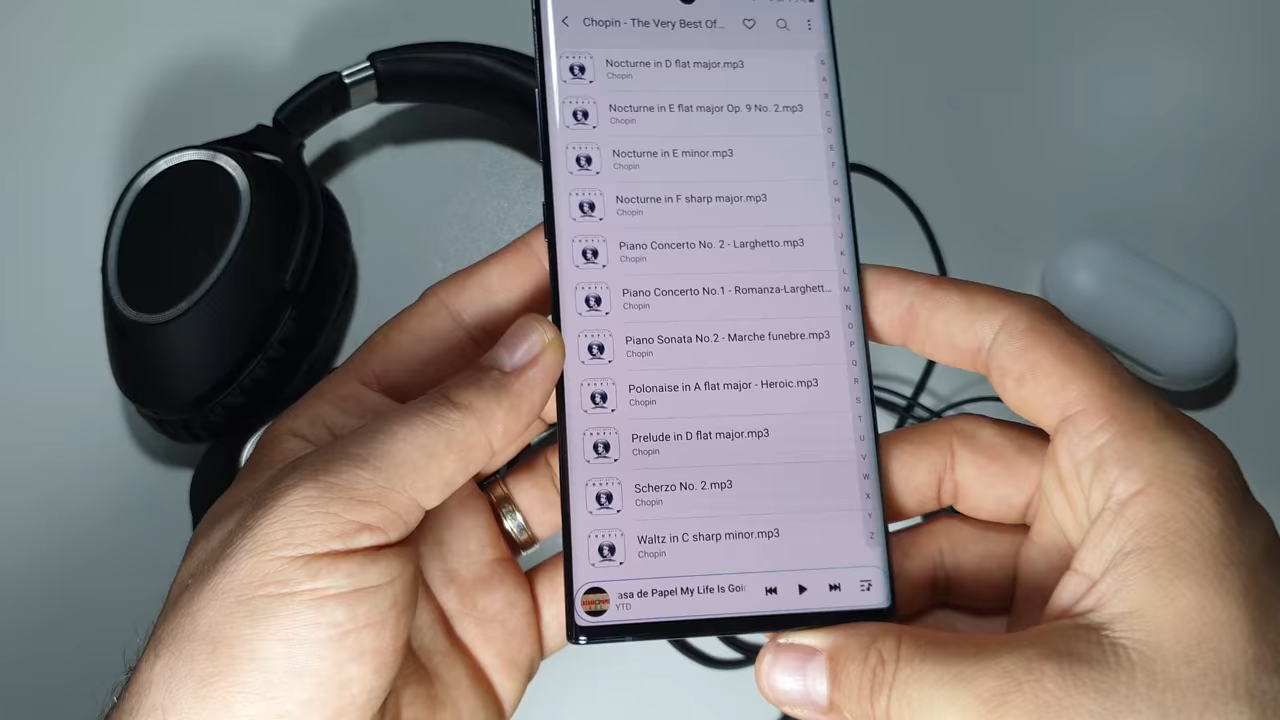 Chopin - The Very Best Of...
Nocturne in D flat major.mp3
Chopin
Nocturne in E flat major Op. 9 No. 2.mp3
Chopin
Nocturne in E minor.mp3
Chopin
Nocturne in F sharp major.mp3
Chopin
Piano Concerto No. 2 - Larghetto.mp3
Chopin
Piano Concerto No.1 - Romanza-Larghett...
Chopin
Piano Sonata No.2 - Marche funebre.mp3
Chopin
Polonaise in A flat major - Heroic.mp3
Chopin
Prelude in D flat major.mp3
Chopin
Scherzo No. 2.mp3
Chopin
Waltz in C sharp minor.mp3
Chopin
asa de Papel My Life Is Goin
YTD
&
A
B
C
D
E
F
G
H
I
J
K
L
M
N
O
P
Q
R
S
T
U
V
W
X
Y
Z